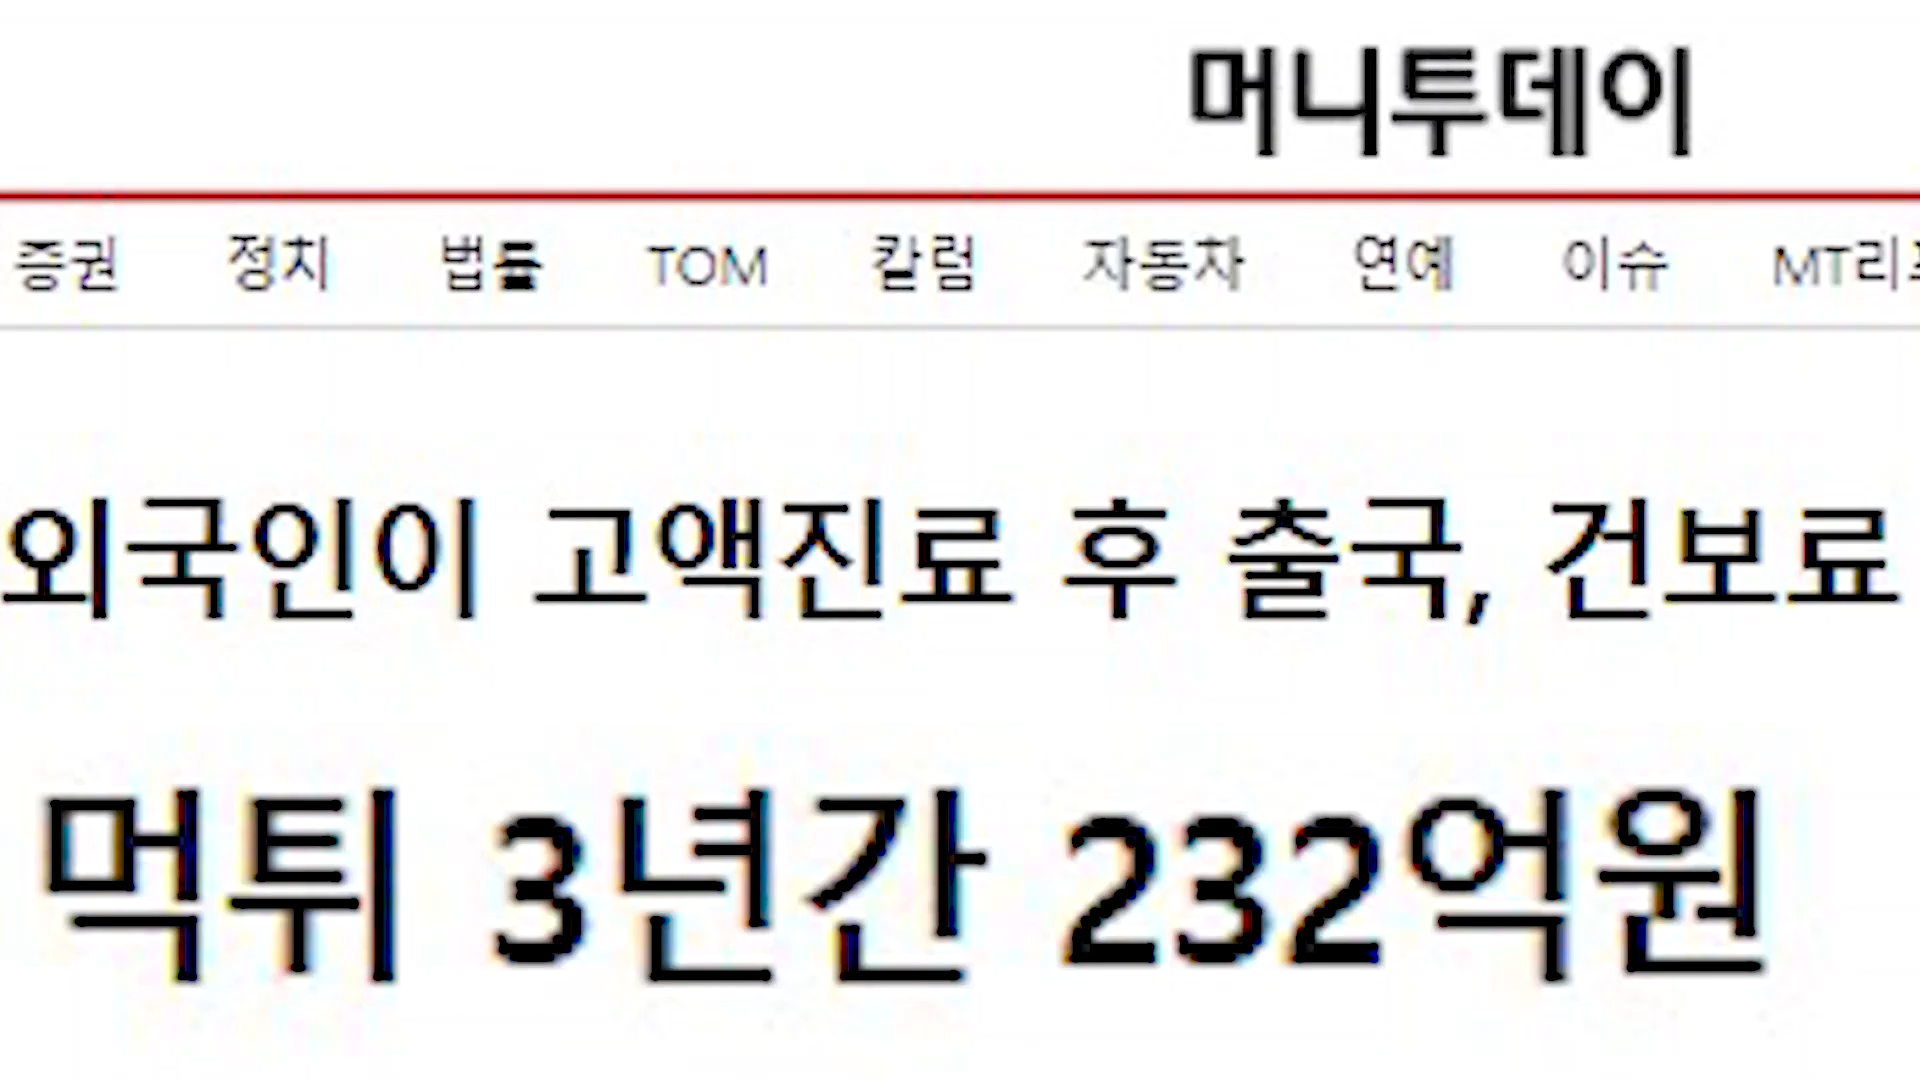 머니투데이
증권 정치 법률 TOM 칼럼 자동차 연예 이슈
외국인이 고액진료 후 출국, 건보료
먹튀 3년간 232억원